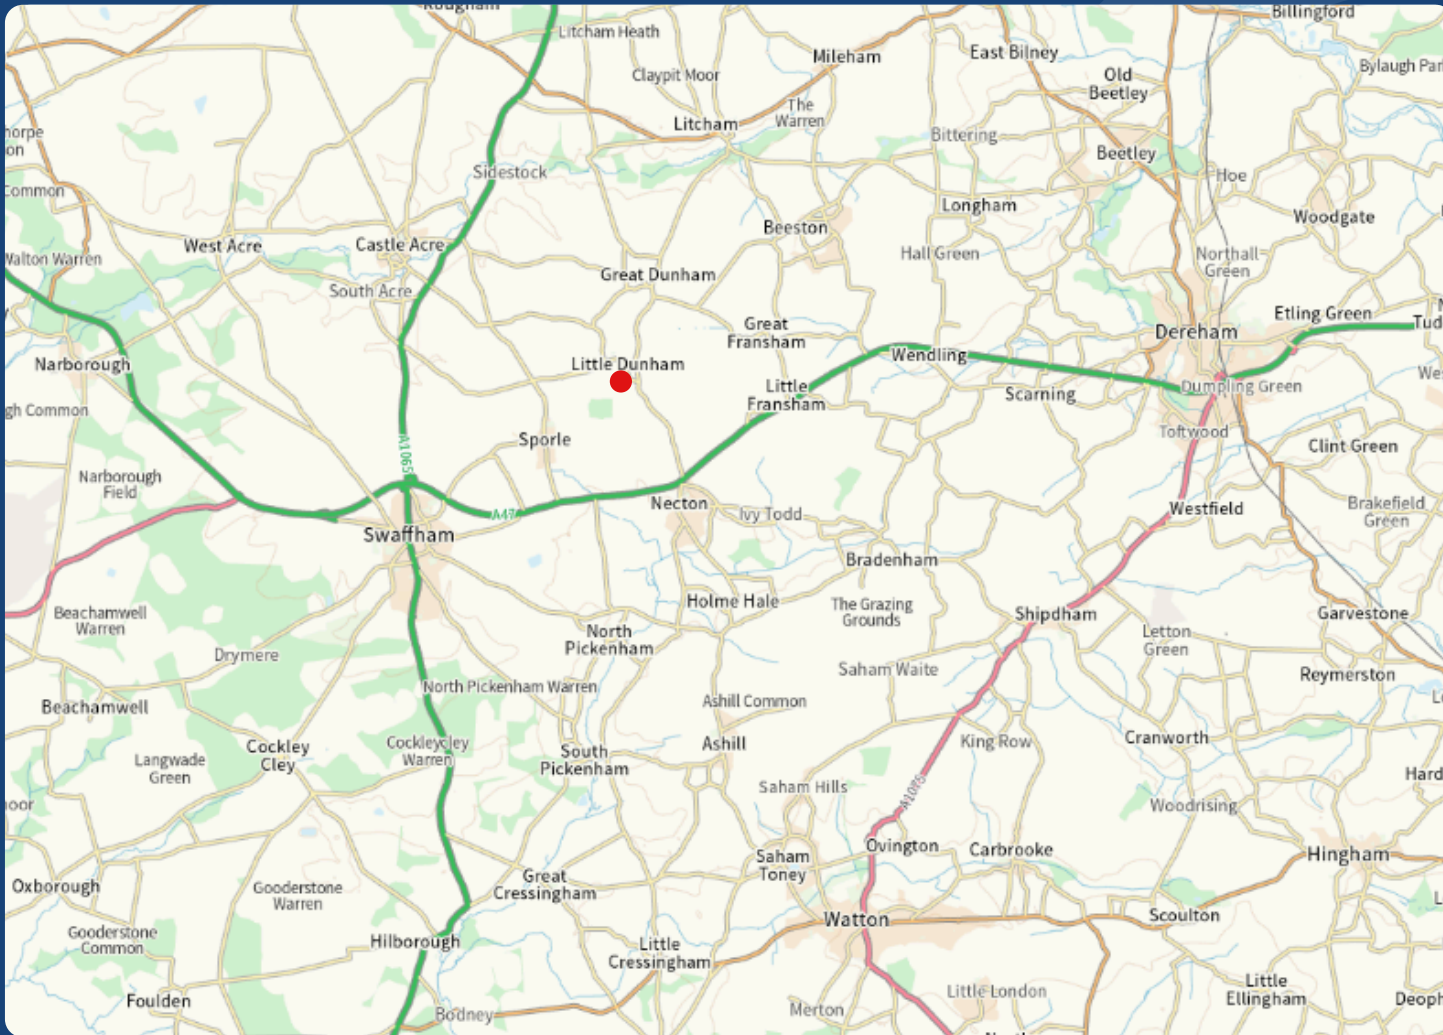 Litcham Heath
Billingford
Mileham
East Bilney
Claypit Moor
Old
Beetley
The
Warren
Litcham
Bittering
Beetley
Sidestock
Hoe
Common
Longham
Woodgate
West Acre
Castle Acre
Beeston
Walton Warren
Hall Green
Northall
Green
Great Dunham
South Acre
Etling Green
Great
Fransham
Dereham
Narborough
Little Dunham
Wendling
Little
Fransham
Scarning
Dumpling Green
Common
A1065
Sporle
Toftwood
Clint Green
Narborough
Field
Necton
Ivy Todd
A47
Westfield
Brakefield
Green
Swaffham
Bradenham
Holme Hale
The Grazing
Grounds
Beachamwell
Warren
Shipdham
Garvestone
North
Pickenham
Letton
Green
Drymere
Saham Waite
Reymerston
North Pickenham Warren
Beachamwell
Ashill Common
Cockley
Cley
Cockleycley
Warren
Ashill
King Row
Cranworth
Langwade
Green
South
Pickenham
Saham Hills
Woodrising
Ovington
Carbrooke
Saham
Toney
Hingham
Oxborough
Gooderstone
Warren
Great
Cressingham
Watton
Scoulton
Gooderstone
Common
Hilborough
Little
Cressingham
Foulden
Bodney
Merton
Little London
Little
Ellingham